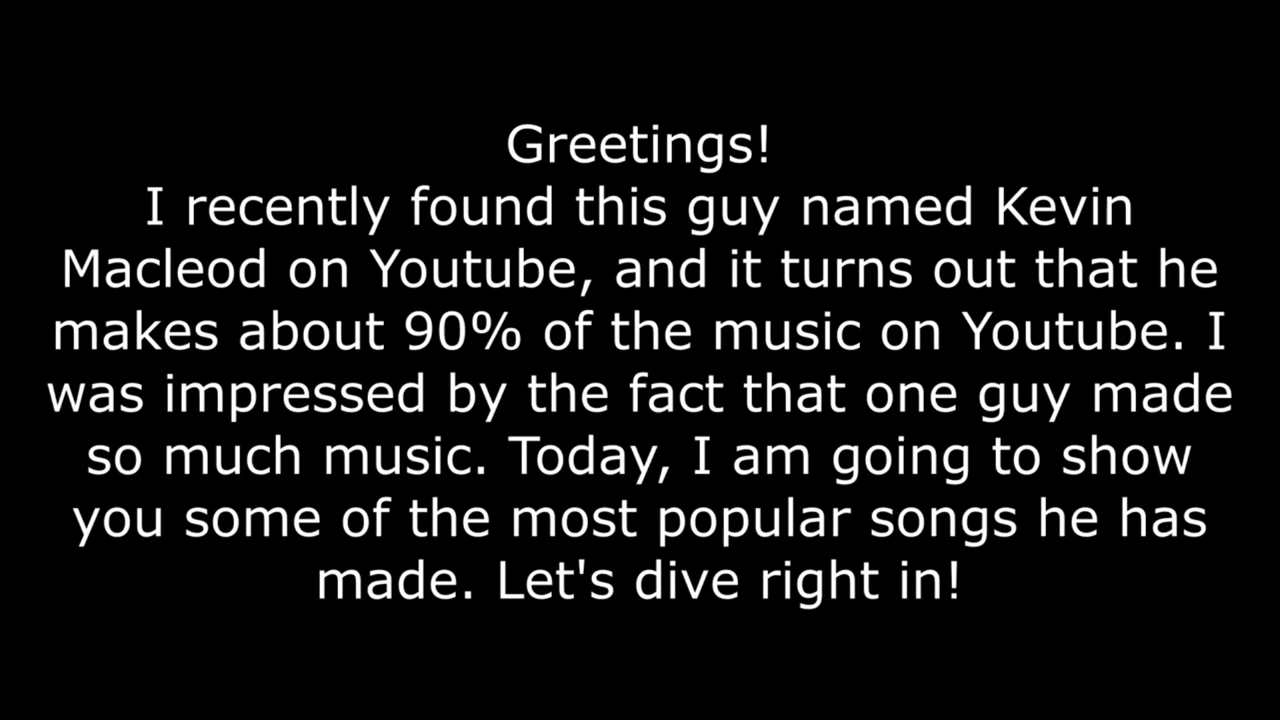 Greetings!
I recently found this guy named Kevin
Macleod on Youtube, and it turns out that he
makes about 90% of the music on Youtube. I
was impressed by the fact that one guy made
so much music. Today, I am going to show
you some of the most popular songs he has
made. Let's dive right in!